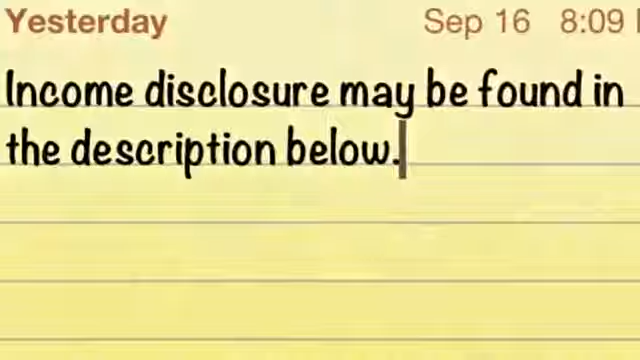 Yesterday Sep 16 8:09
Income disclosure may be found in
the description below.